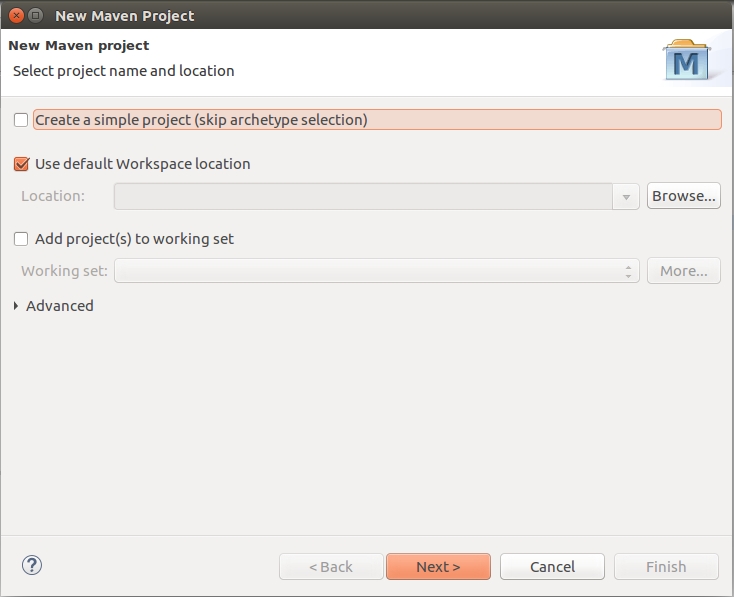 New Maven Project
New Maven project
Select project name and location
M
Create a simple project (skip archetype selection)
Use default Workspace location
Location:
Browse...
Add project(s) to working set
Working set:
More...
Advanced
?
< Back
Next >
Cancel
Finish